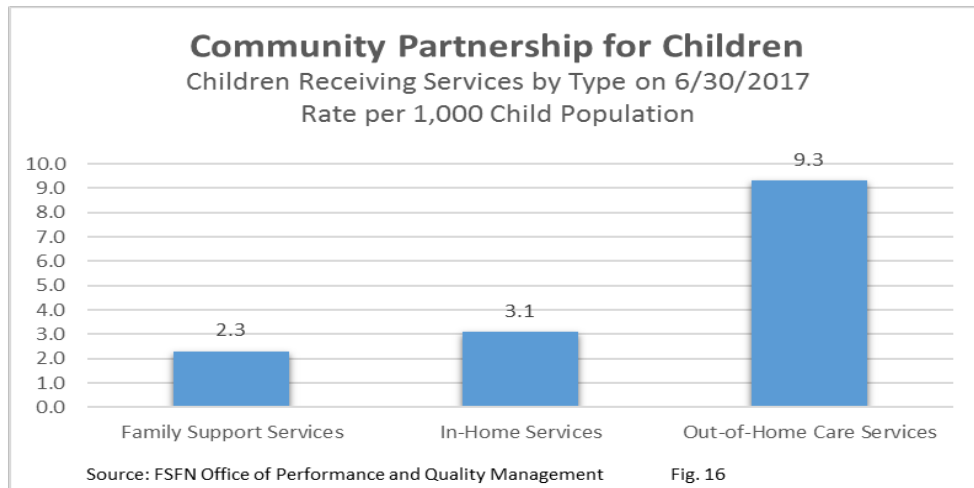 Community Partnership for Children
Children Receiving Services by Type on 6/30/2017
Rate per 1,000 Child Population
10.0
9.0
8.0
7.0
6.0
5.0
4.0
3.0
2.0
1.0
0.0
2.3
3.1
9.3
Family Support Services
In-Home Services
Out-of-Home Care Services
Source: FSFN Office of Performance and Quality Management
Fig. 16